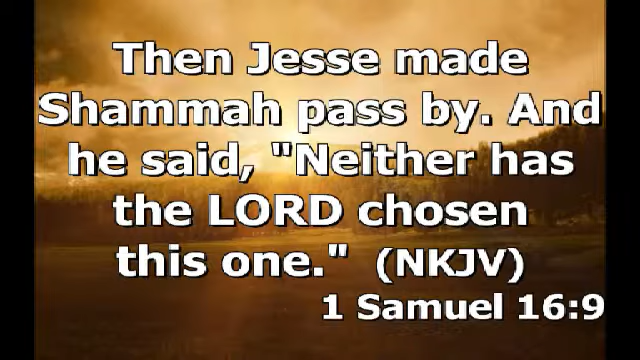 Then Jesse made
Shammah pass by. And
he said, "Neither has
the LORD chosen
this one." (NKJV)
1 Samuel 16:9